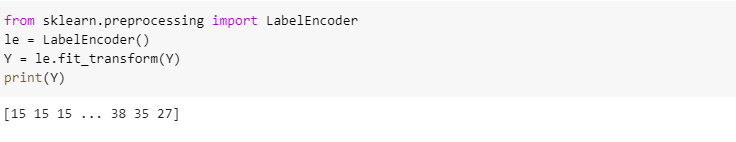 from sklearn.preprocessing import LabelEncoder
le = LabelEncoder()
Y = le.fit_transform(Y)
print(Y)
[15 15 15 ... 38 35 27]